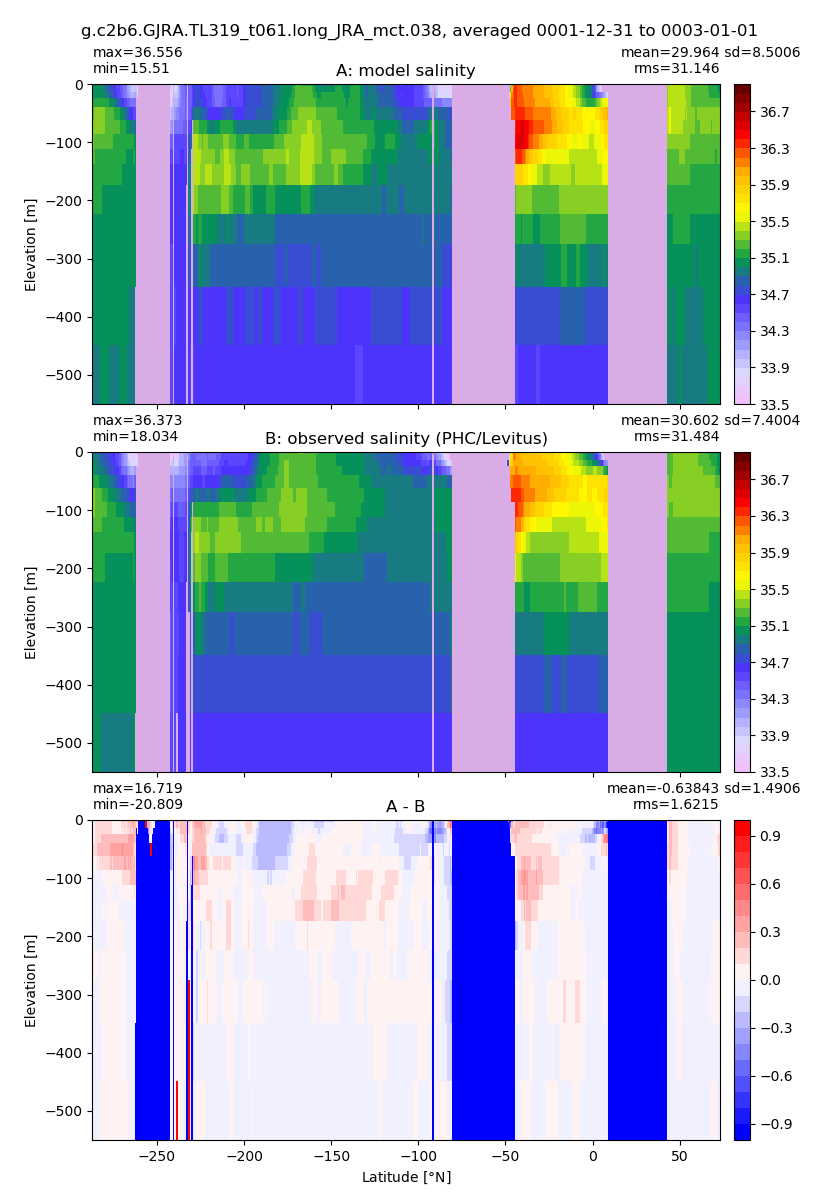 g.c2b6.GJRA.TL319_t061.long_JRA_mct.038, averaged 0001-12-31 to 0003-01-01
max=36.556
mean=29.964 sd=8.5006
min=15.51
A: model salinity
rms=31.146
0
−100
−200
−300
−400
−500
Elevation [m]
36.7
36.3
35.9
35.5
35.1
34.7
34.3
33.9
33.5
max=36.373
mean=30.602 sd=7.4004
min=18.034
B: observed salinity (PHC/Levitus)
rms=31.484
0
−100
−200
−300
−400
−500
Elevation [m]
36.7
36.3
35.9
35.5
35.1
34.7
34.3
33.9
33.5
max=16.719
mean=-0.63843 sd=1.4906
min=-20.809
A - B
rms=1.6215
0
−100
−200
−300
−400
−500
Elevation [m]
0.9
0.6
0.3
0.0
−0.3
−0.6
−0.9
−250
−200
−150
−100
−50
0
50
Latitude [°N]